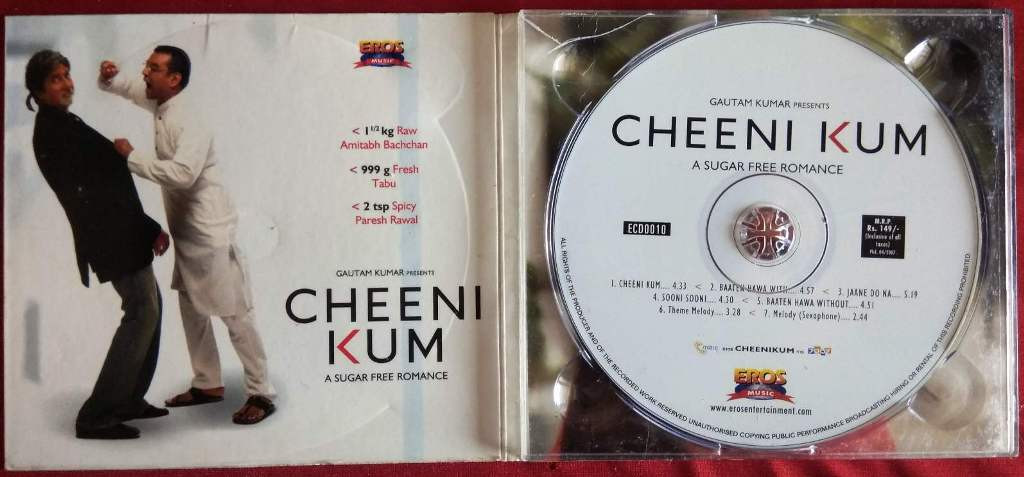 EROS
MUSIC
< 1 1/2 kg Raw
Amitabh Bachchan
< 999 g Fresh
Tabu
< 2 tsp Spicy
Paresh Rawal
GAUTAM KUMAR PRESENTS
CHEENI
KUM
A SUGAR FREE ROMANCE
GAUTAM KUMAR PRESENTS
CHEENI KUM
A SUGAR FREE ROMANCE
ECD0010
M.R.P.
Rs. 149/-
(Inclusive of all
taxes)
1. CHEENI KUM.... 4.33 < 2. BAATEN HAWA WITH.... 4.57 < 3. JAANE DO NA.... 5.19
4. SOONI SOONI.... 4.30 < 5. BAATEN HAWA WITHOUT.... 4.51
6. Theme Melody.... 3.28 < 7. Melody (Sexophone).... 2.44
SMS CHEENIKUM TO
EROS
MUSIC
www.erosentertainment.com
ALL RIGHTS OF THE PRODUCER AND OF THE RECORDED WORK RESERVED UNAUTHORISED COPYING PUBLIC PERFORMANCE BROADCASTING HIRING OR RENTAL OF THIS RECORDING PROHIBITED